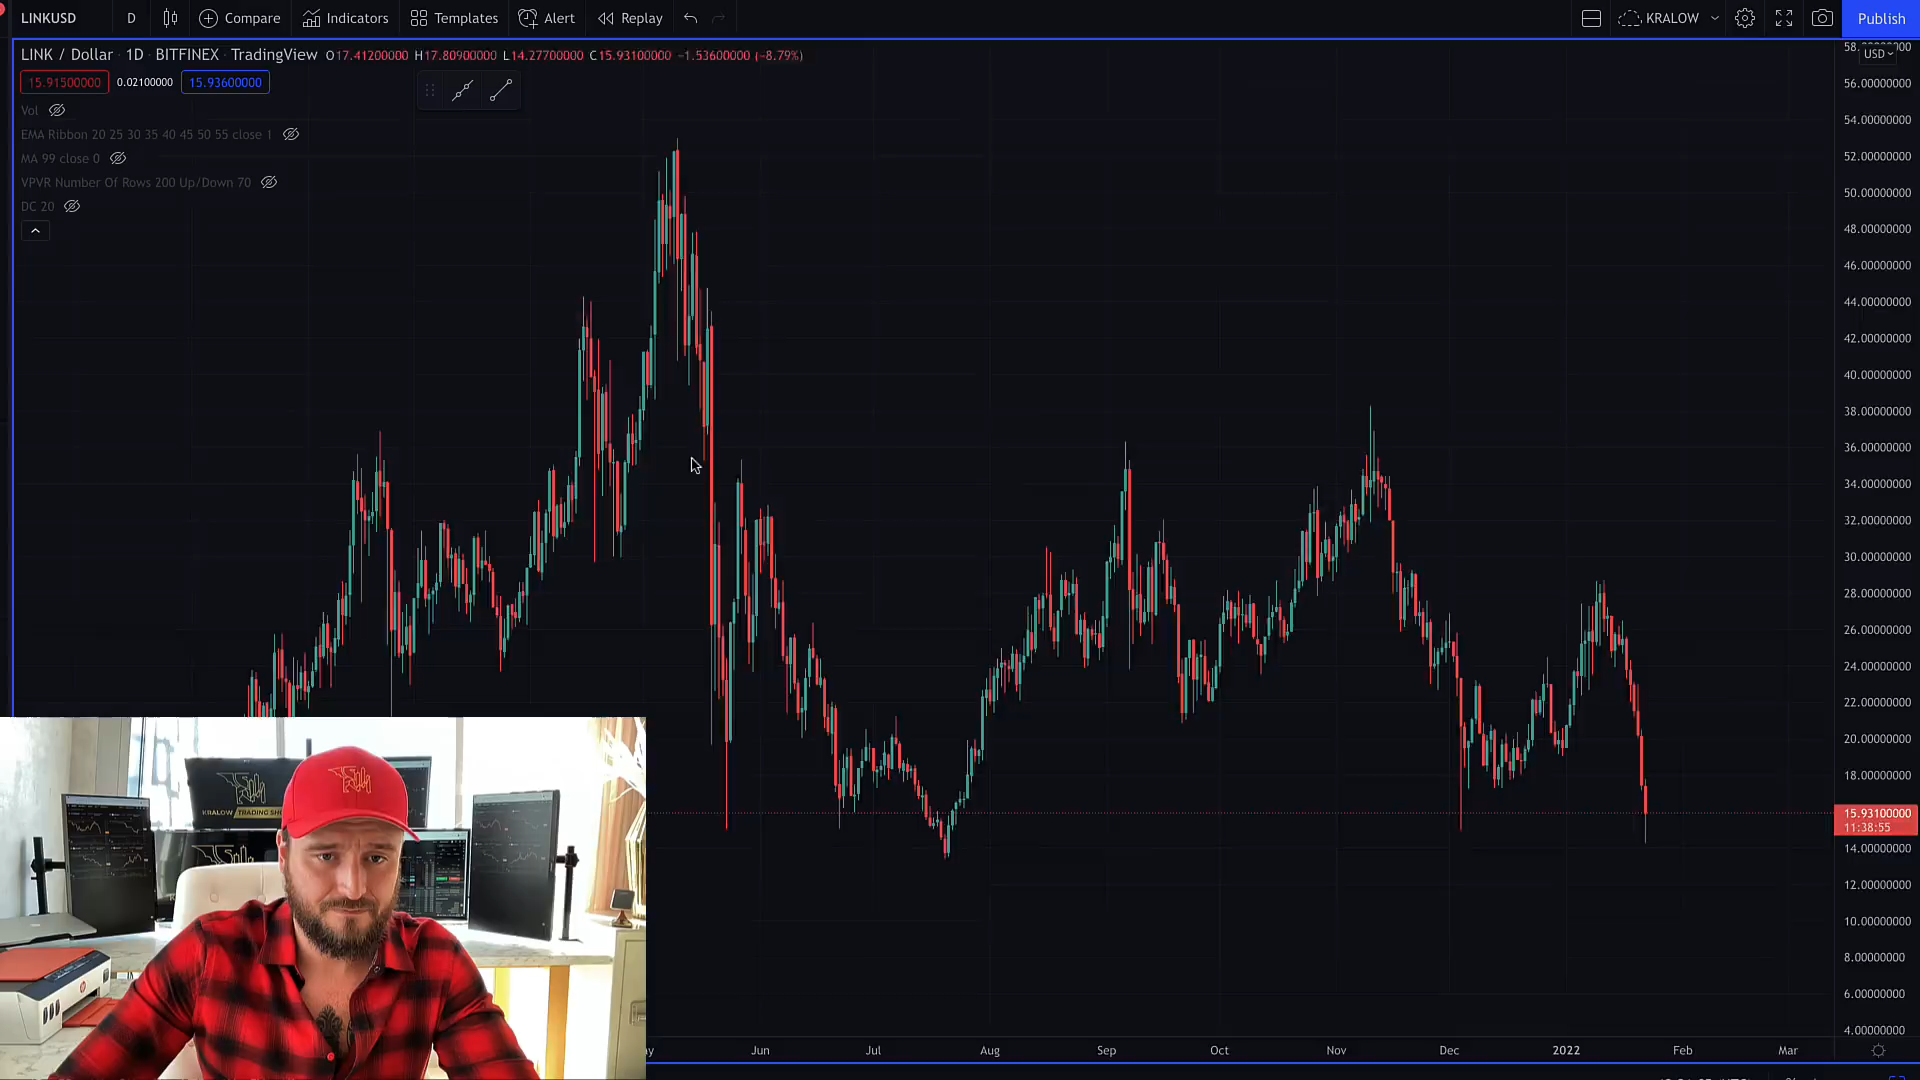 LINKUSD D Compare Indicators Templates Alert Replay KRALOW Publish
LINK / Dollar · 1D · BITFINEX · TradingView O17.41200000 H17.80900000 L14.27700000 C15.93100000 −1.53600000 (−8.79%)
USD
15.91500000 0.02100000 15.93600000
Vol
EMA Ribbon 20 25 30 35 40 45 50 55 close 1
MA 99 close 0
VPVR Number Of Rows 200 Up/Down 70
DC 20
56.00000000
54.00000000
52.00000000
50.00000000
48.00000000
46.00000000
44.00000000
42.00000000
40.00000000
38.00000000
36.00000000
34.00000000
32.00000000
30.00000000
28.00000000
26.00000000
24.00000000
22.00000000
20.00000000
18.00000000
15.93100000
11:38:55
14.00000000
12.00000000
10.00000000
8.00000000
6.00000000
4.00000000
KRALOW TRADING
Jun Jul Aug Sep Oct Nov Dec 2022 Feb Mar